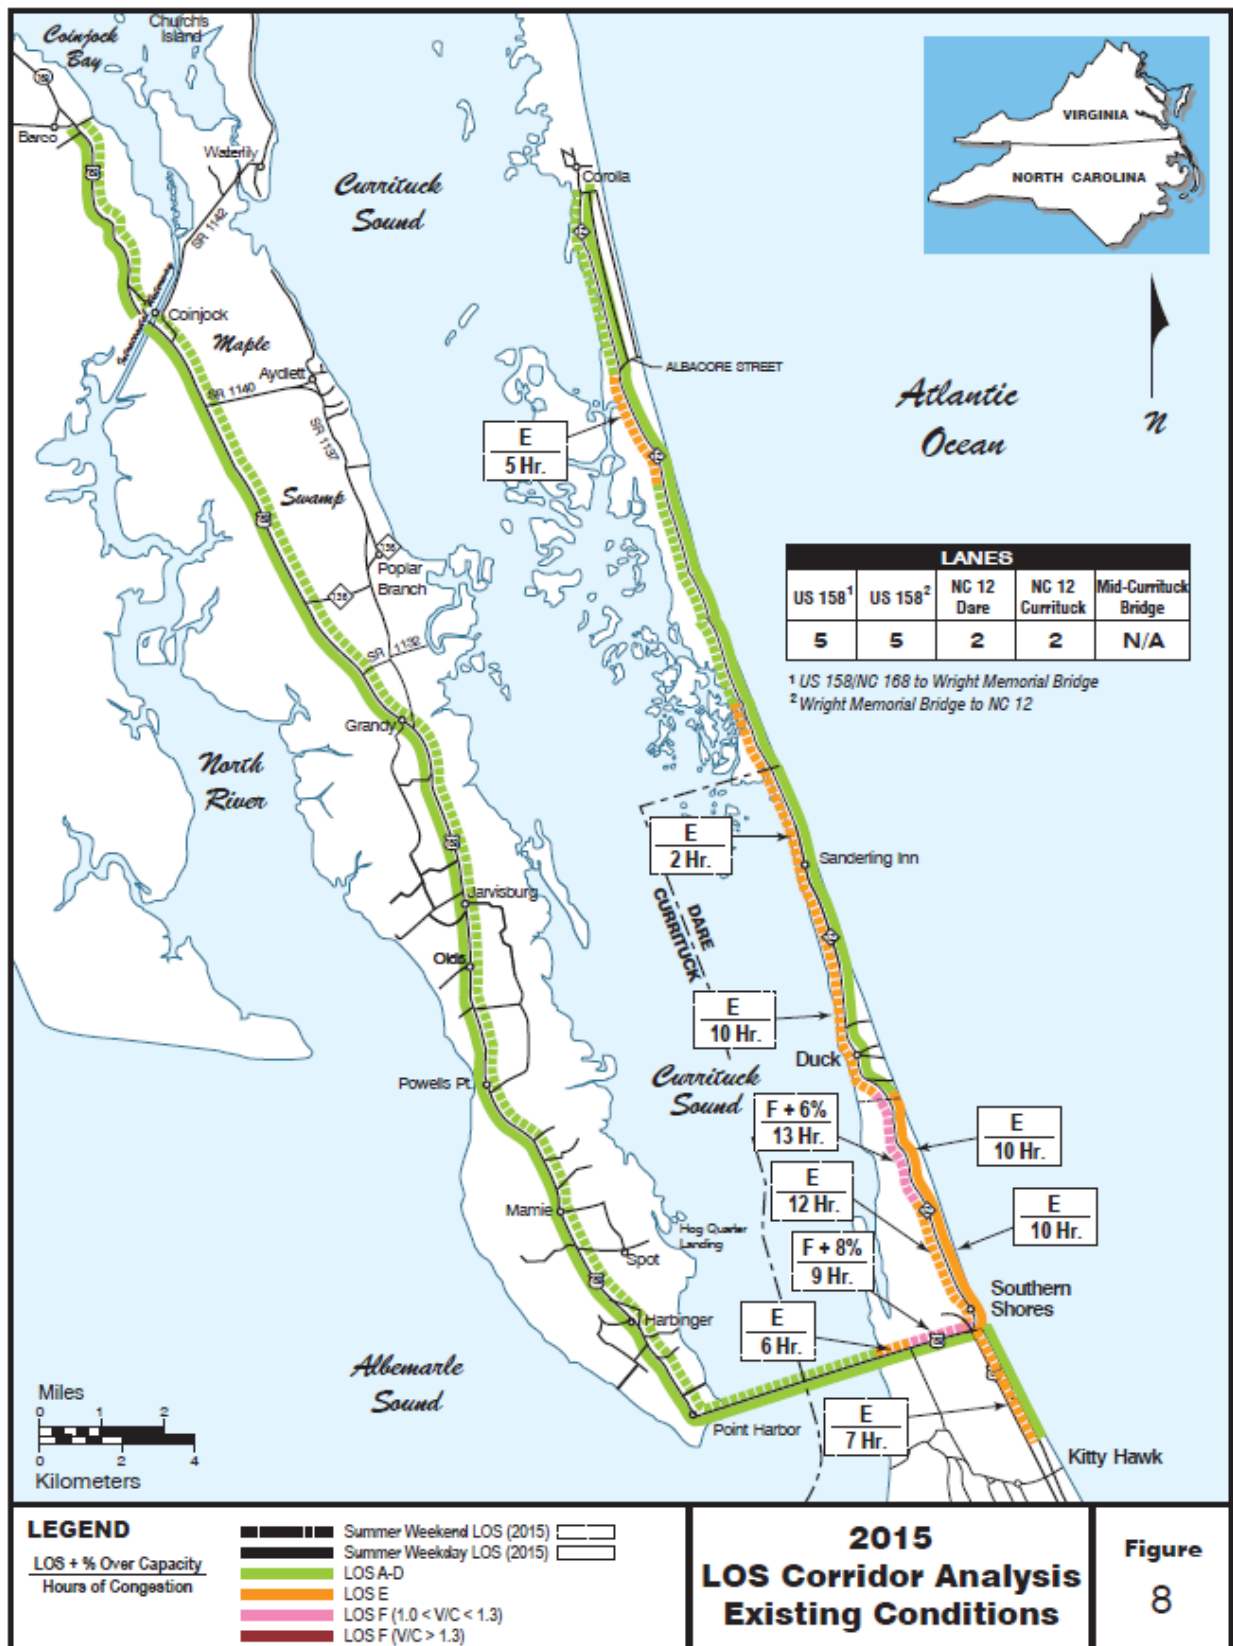 Church's
Island
Coinjock
Bay
Barco
Waterlily
SR 1142
Currituck
Sound
Corolla
VIRGINIA
NORTH CAROLINA
Coinjock
Maple
Aydlett
SR 1140
SR 1137
ALBACORE STREET
Atlantic
Ocean
N
E
5 Hr.
Swamp
136
Poplar
Branch
136
SR 1132
LANES
US 158¹ US 158² NC 12 Dare NC 12 Currituck Mid-Currituck Bridge
5 5 2 2 N/A
¹ US 158/NC 168 to Wright Memorial Bridge
² Wright Memorial Bridge to NC 12
Grandy
North
River
E
2 Hr.
Sanderling Inn
DARE
CURRITUCK
Jarvisburg
Olds
E
10 Hr.
Duck
Powells Pt.
Currituck
Sound
F + 6%
13 Hr.
E
10 Hr.
E
12 Hr.
E
10 Hr.
Mamie
Hog Quarter
Landing
Spot
F + 8%
9 Hr.
Southern
Shores
Harbinger
E
6 Hr.
Albemarle
Sound
Point Harbor
E
7 Hr.
Kitty Hawk
Miles
0 1 2
0 2 4
Kilometers
LEGEND
LOS + % Over Capacity
Hours of Congestion
Summer Weekend LOS (2015)
Summer Weekday LOS (2015)
LOS A-D
LOS E
LOS F (1.0 < V/C < 1.3)
LOS F (V/C > 1.3)
2015
LOS Corridor Analysis
Existing Conditions
Figure
8